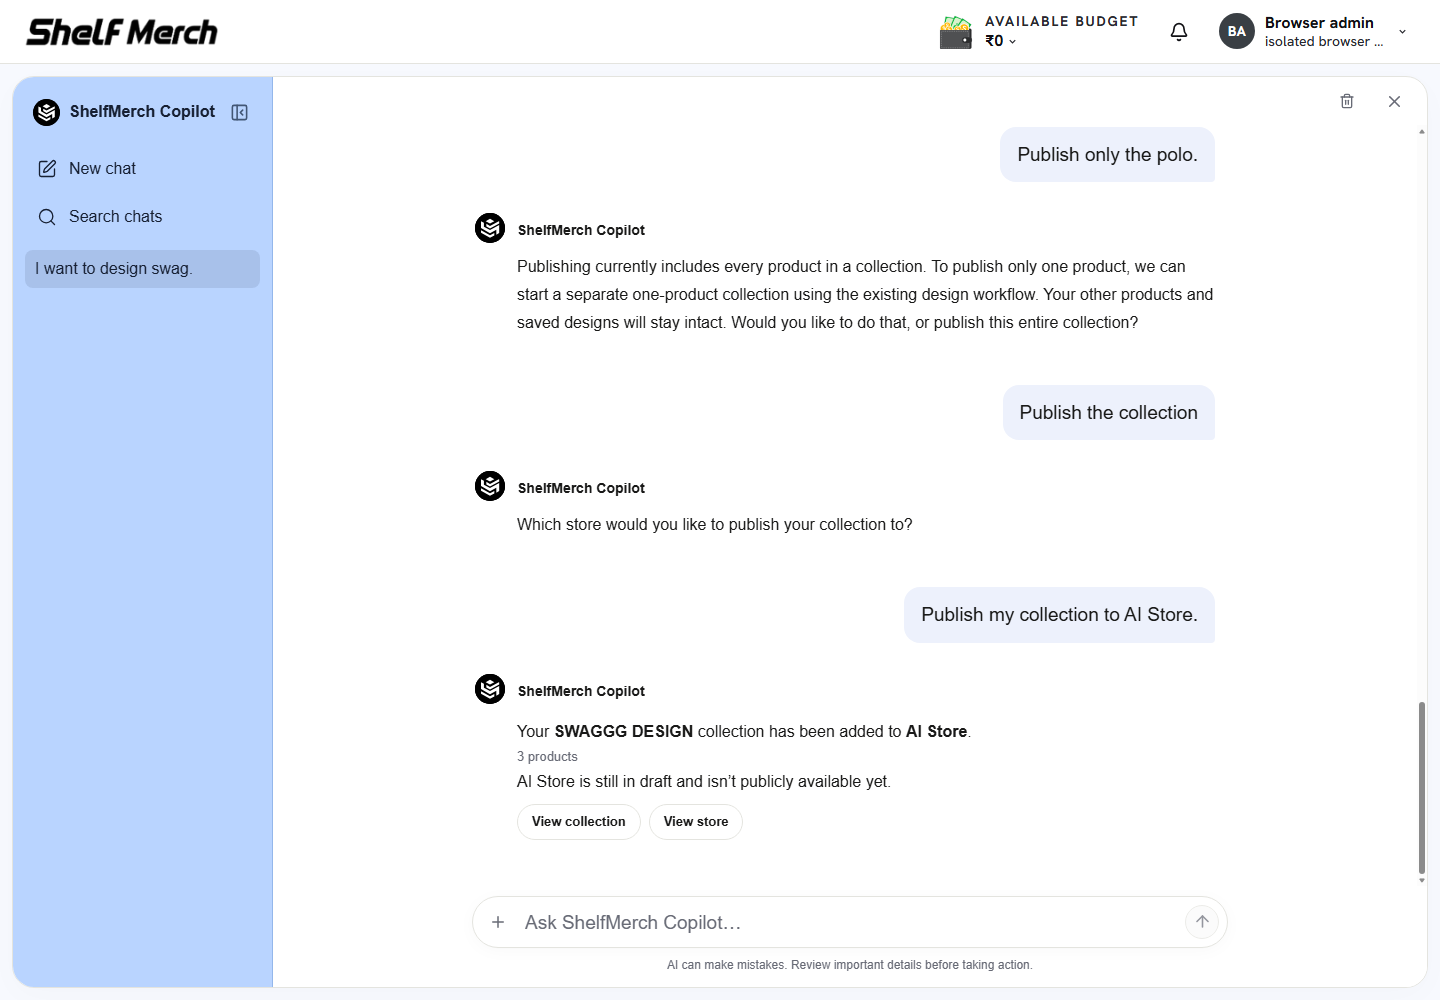 Shelf Merch
AVAILABLE BUDGET
₹0
BA
Browser admin
isolated browser ...
ShelfMerch Copilot
New chat
Search chats
I want to design swag.
Publish only the polo.
ShelfMerch Copilot
Publishing currently includes every product in a collection. To publish only one product, we can
start a separate one-product collection using the existing design workflow. Your other products and
saved designs will stay intact. Would you like to do that, or publish this entire collection?
Publish the collection
ShelfMerch Copilot
Which store would you like to publish your collection to?
Publish my collection to AI Store.
ShelfMerch Copilot
Your SWAGGG DESIGN collection has been added to AI Store.
3 products
AI Store is still in draft and isn’t publicly available yet.
View collection
View store
Ask ShelfMerch Copilot…
AI can make mistakes. Review important details before taking action.